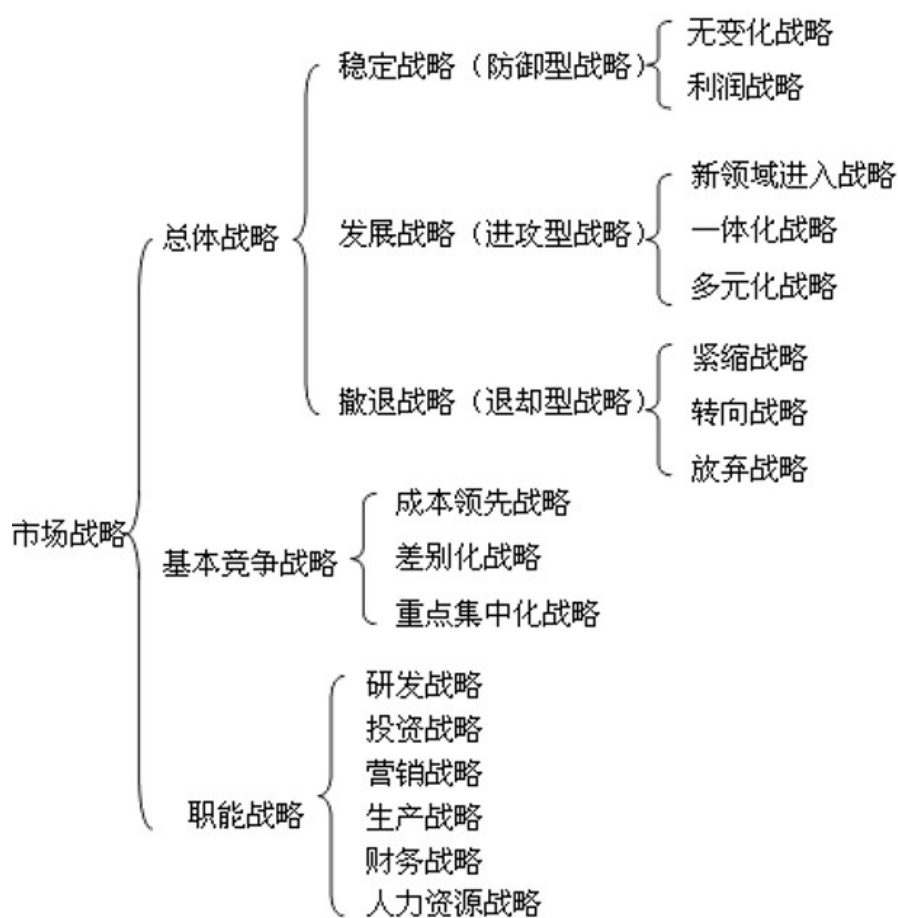 无变化战略
稳定战略（防御型战略）
利润战略
新领域进入战略
总体战略
发展战略（进攻型战略）
一体化战略
多元化战略
紧缩战略
撤退战略（退却型战略）
转向战略
放弃战略
市场战略
成本领先战略
基本竞争战略
差别化战略
重点集中化战略
研发战略
投资战略
营销战略
职能战略
生产战略
财务战略
人力资源战略